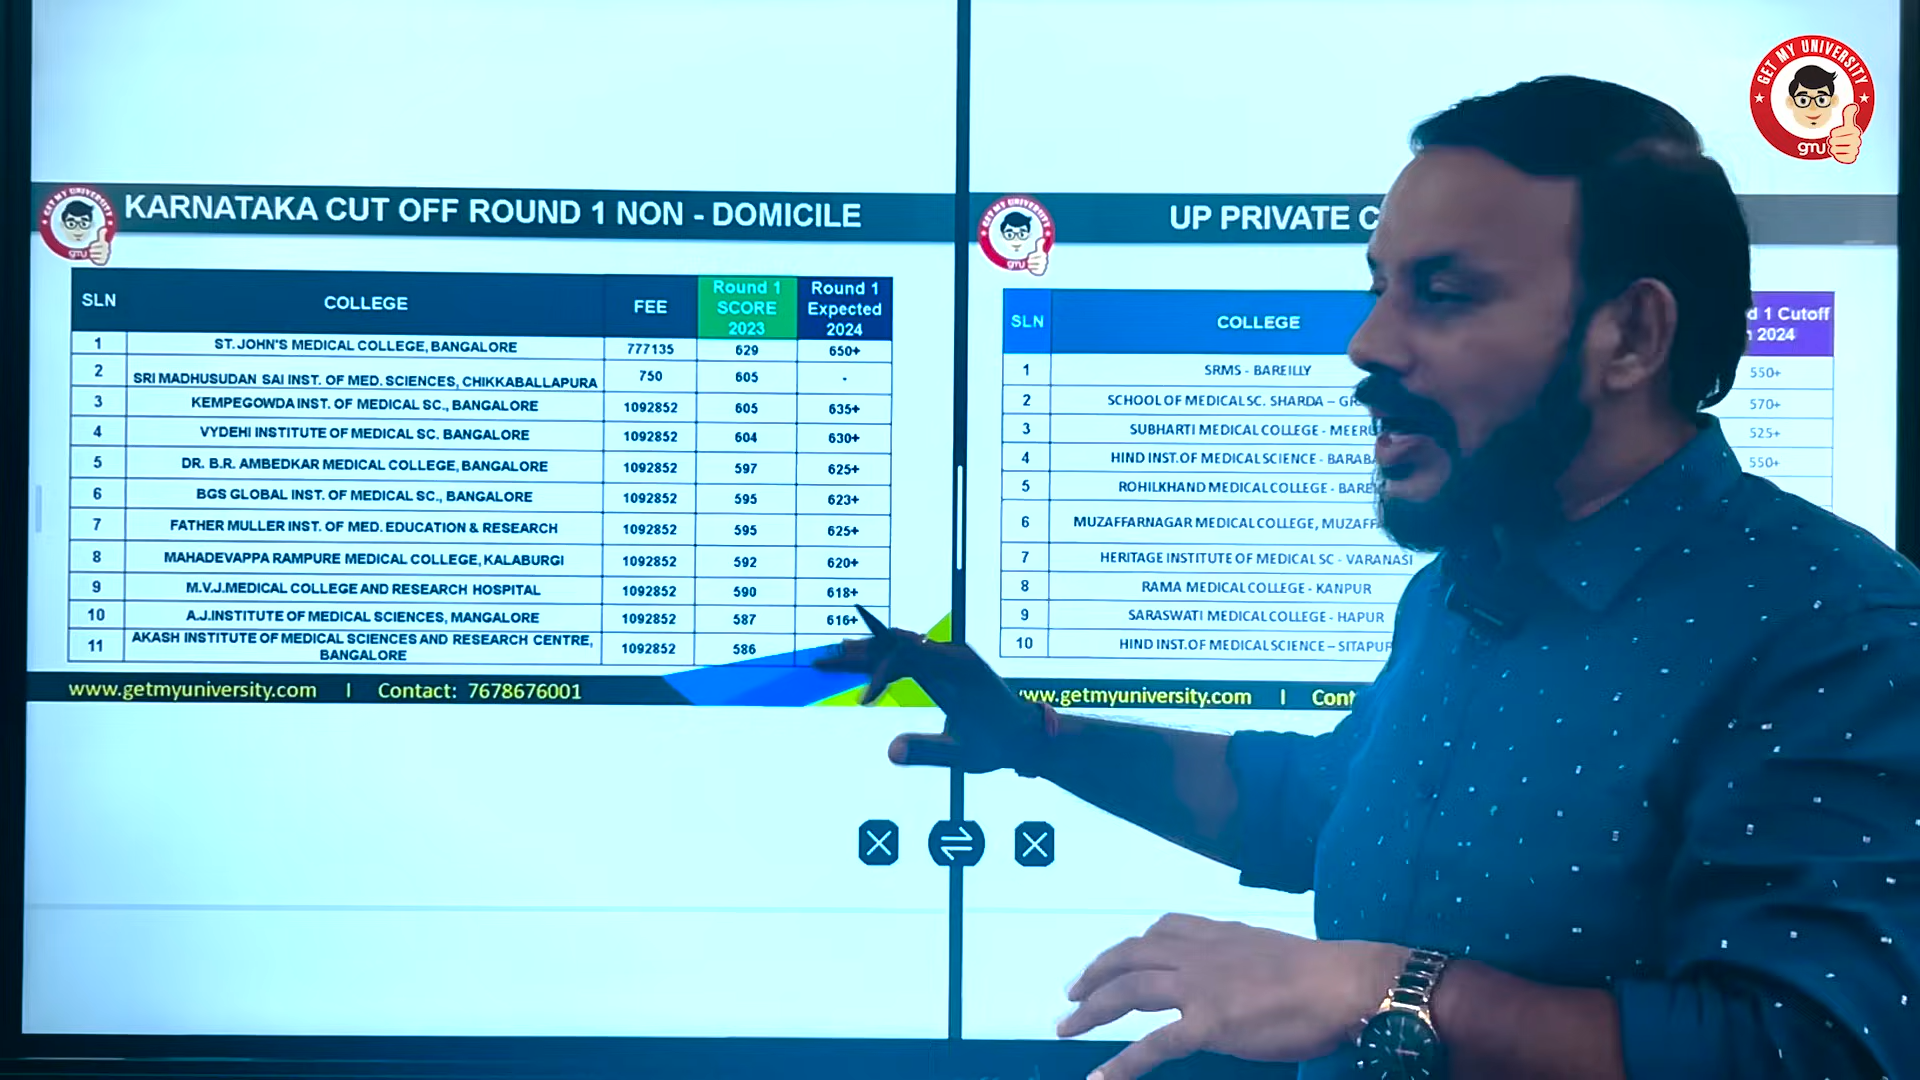 GET MY UNIVERSITY
gmu
KARNATAKA CUT OFF ROUND 1 NON - DOMICILE
SLN COLLEGE FEE Round 1 SCORE 2023 Round 1 Expected 2024
1 ST. JOHN'S MEDICAL COLLEGE, BANGALORE 777135 629 650+
2 SRI MADHUSUDAN SAI INST. OF MED. SCIENCES, CHIKKABALLAPURA 750 605 -
3 KEMPEGOWDA INST. OF MEDICAL SC., BANGALORE 1092852 605 635+
4 VYDEHI INSTITUTE OF MEDICAL SC. BANGALORE 1092852 604 630+
5 DR. B.R. AMBEDKAR MEDICAL COLLEGE, BANGALORE 1092852 597 625+
6 BGS GLOBAL INST. OF MEDICAL SC., BANGALORE 1092852 595 623+
7 FATHER MULLER INST. OF MED. EDUCATION & RESEARCH 1092852 595 625+
8 MAHADEVAPPA RAMPURE MEDICAL COLLEGE, KALABURGI 1092852 592 620+
9 M.V.J.MEDICAL COLLEGE AND RESEARCH HOSPITAL 1092852 590 618+
10 A.J.INSTITUTE OF MEDICAL SCIENCES, MANGALORE 1092852 587 616+
11 AKASH INSTITUTE OF MEDICAL SCIENCES AND RESEARCH CENTRE, BANGALORE 1092852 586
www.getmyuniversity.com | Contact: 7678676001
UP PRIVATE
SLN COLLEGE 1 Cutoff 2024
1 SRMS - BAREILLY 550+
2 SCHOOL OF MEDICAL SC. SHARDA – 570+
3 SUBHARTI MEDICAL COLLEGE - 525+
4 HIND INST.OF MEDICAL SCIENCE - 550+
5 ROHILKHAND MEDICAL COLLEGE -
6 MUZAFFARNAGAR MEDICAL COLLEGE,
7 HERITAGE INSTITUTE OF MEDICAL SC - VARANASI
8 RAMA MEDICAL COLLEGE - KANPUR
9 SARASWATI MEDICAL COLLEGE - HAPUR
10 HIND INST.OF MEDICAL SCIENCE – SITAPUR
www.getmyuniversity.com |